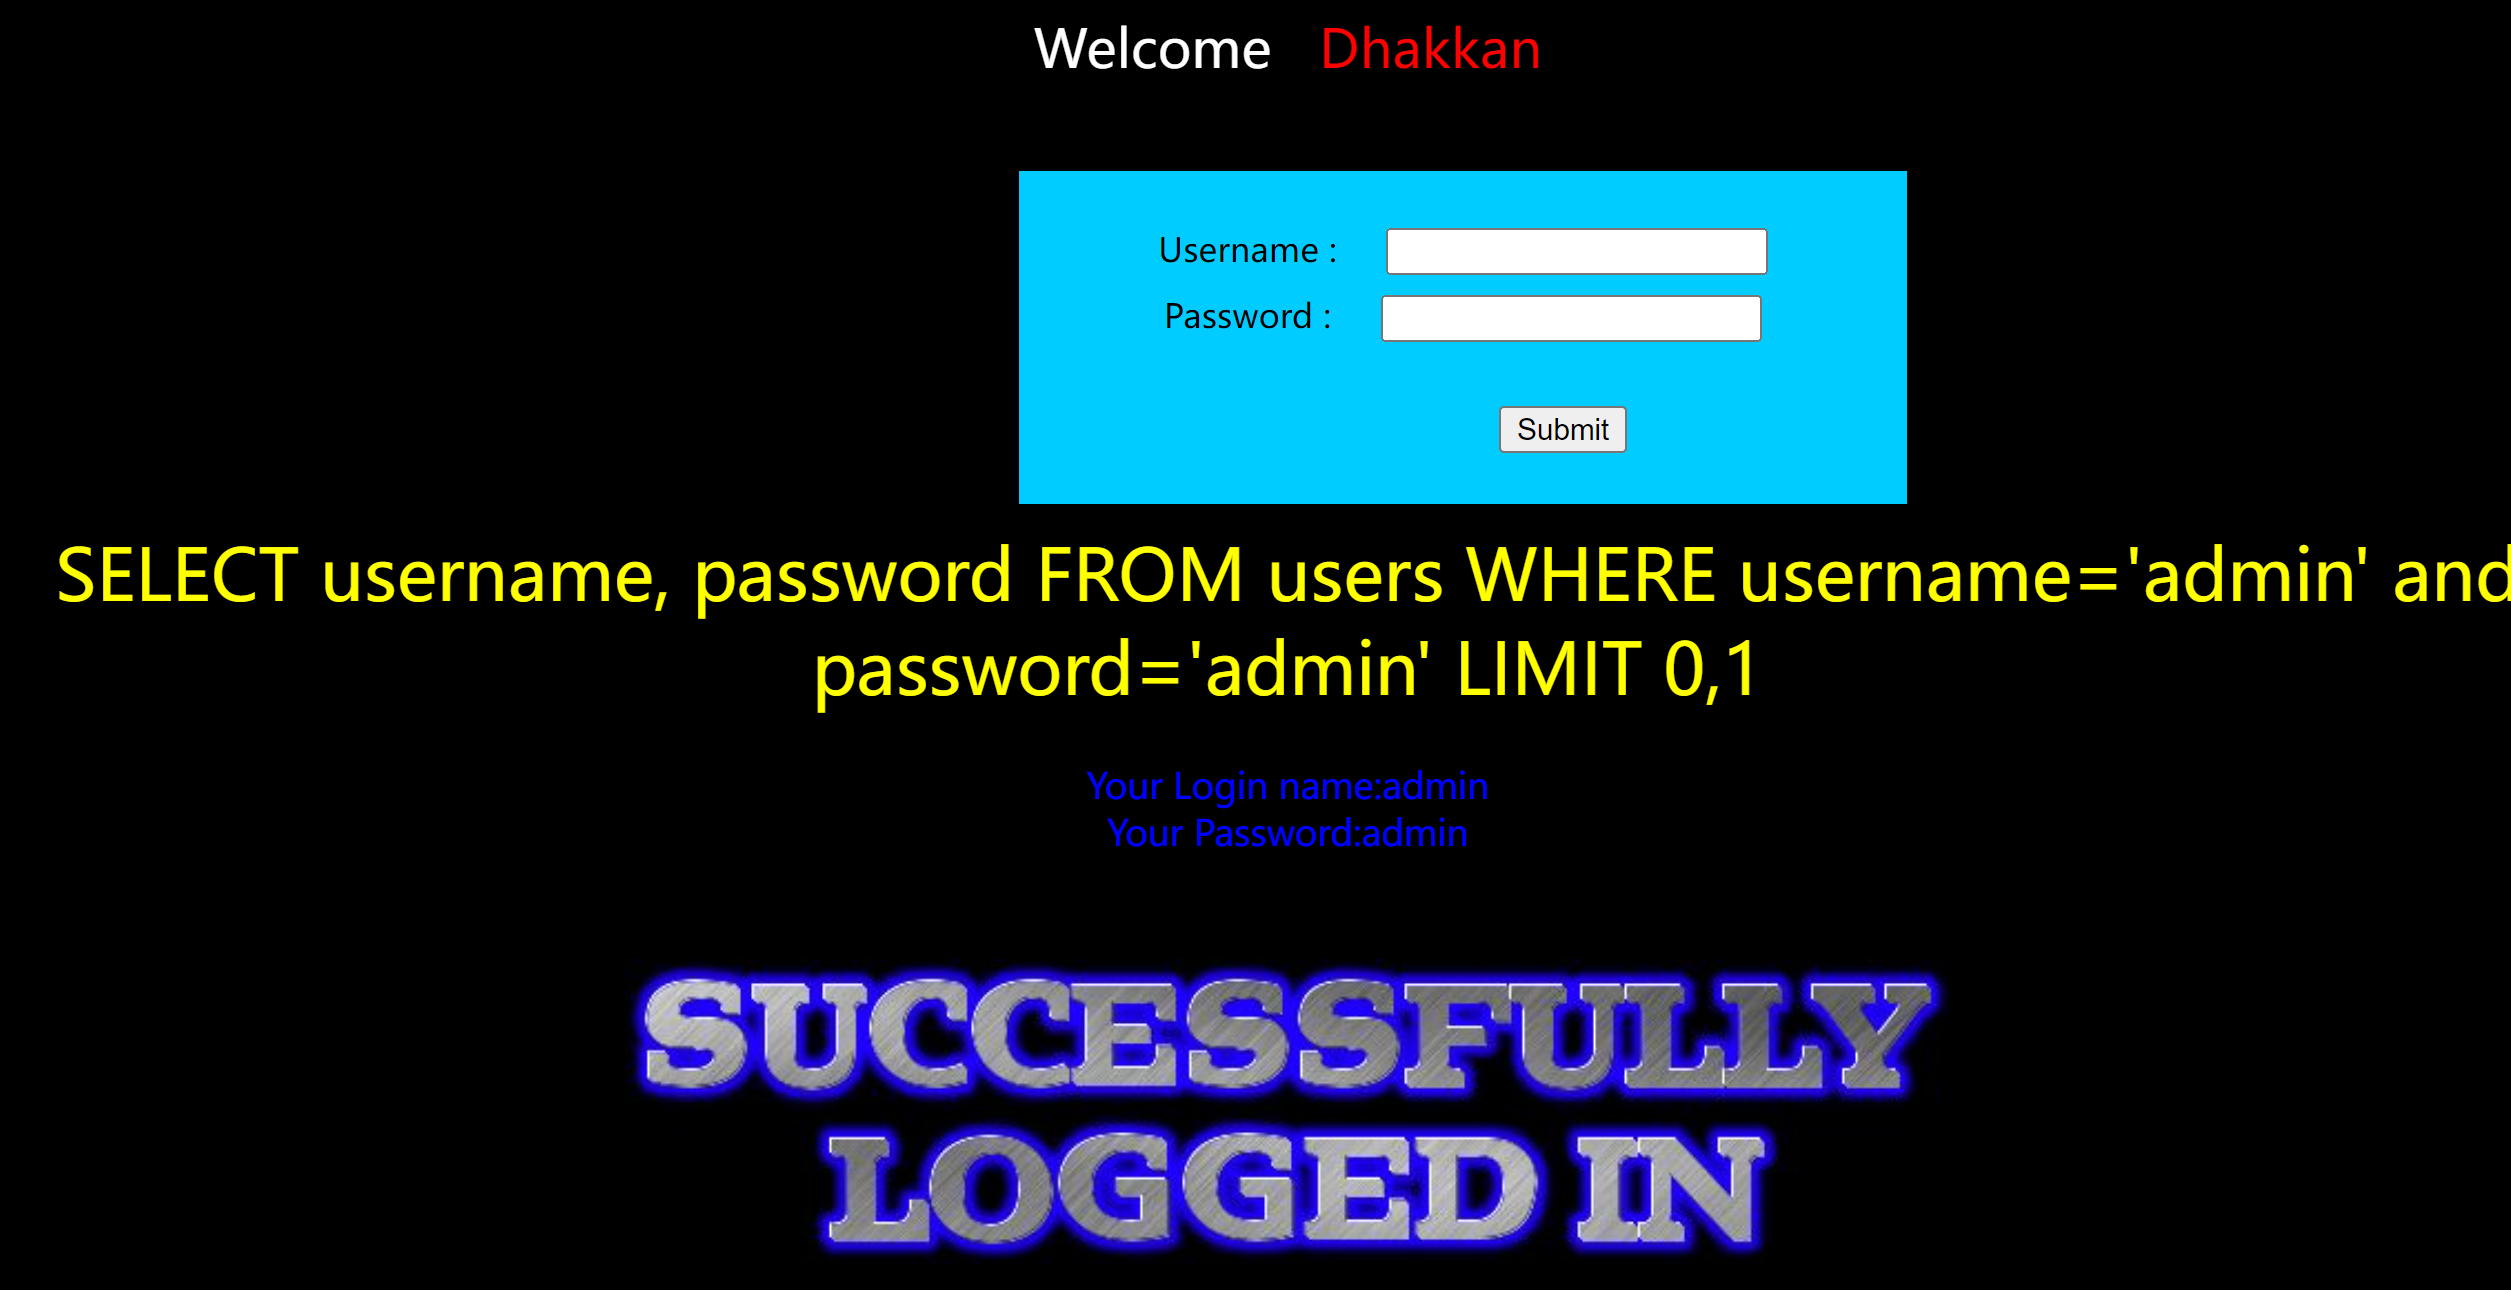 Welcome Dhakkan
Username :
Password :
Submit
SELECT username, password FROM users WHERE username='admin' and
password='admin' LIMIT 0,1
Your Login name:admin
Your Password:admin
SUCCESSFULLY
LOGGED IN